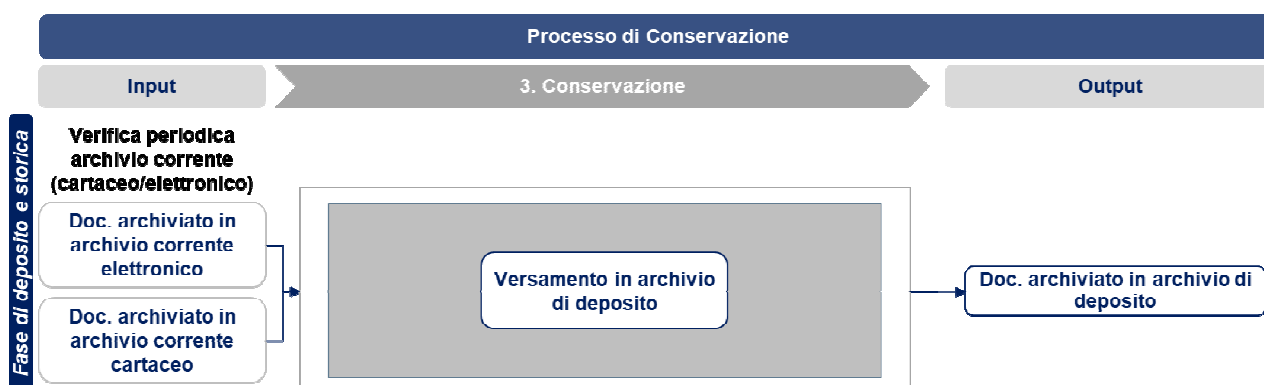 Processo di Conservazione
Input
3. Conservazione
Output
Fase di deposito e storica
Verifica periodica
archivio corrente
(cartaceo/elettronico)
Doc. archiviato in
archivio corrente
elettronico
Doc. archiviato in
archivio corrente
cartaceo
Versamento in archivio
di deposito
Doc. archiviato in archivio di
deposito